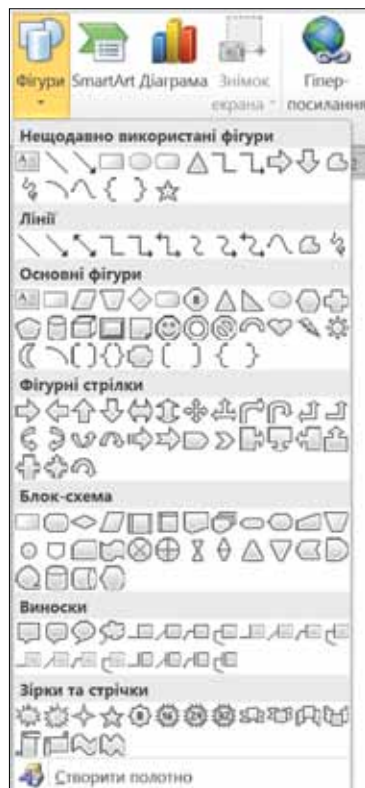 Фігури SmartArt Діаграма Знімок екрана Гіпер-посилання
Нещодавно використані фігури
Лінії
Основні фігури
Фігурні стрілки
Блок-схема
Виноски
Зірки та стрічки
Створити полотно